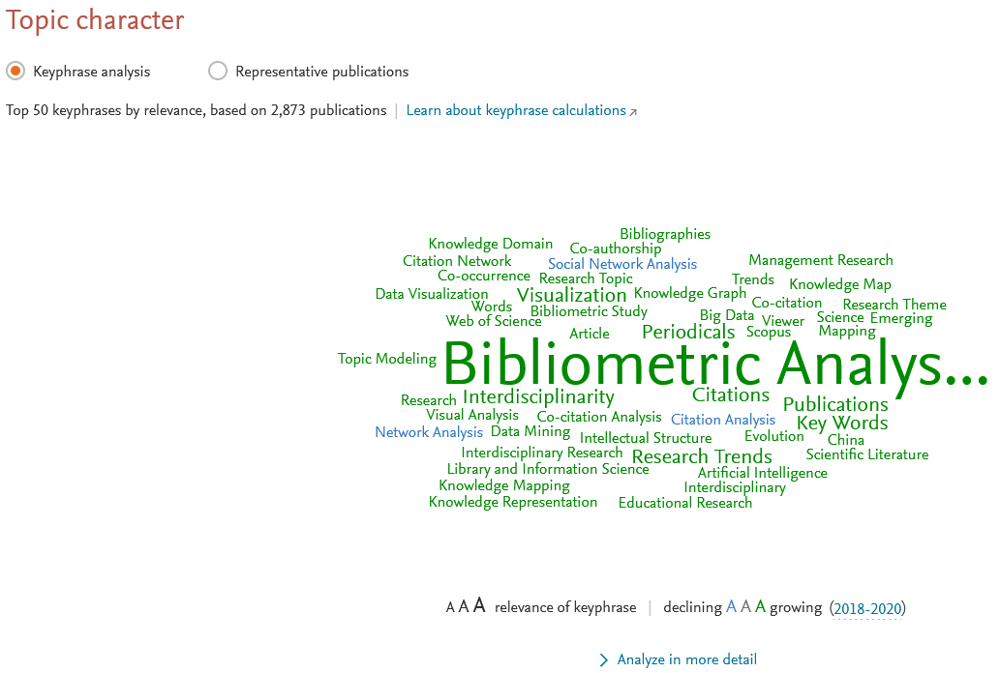 Topic character
Keyphrase analysis Representative publications
Top 50 keyphrases by relevance, based on 2,873 publications | Learn about keyphrase calculations ↗
Bibliographies
Knowledge Domain Co-authorship
Citation Network Social Network Analysis Management Research
Co-occurrence Research Topic Trends Knowledge Map
Data Visualization Visualization Knowledge Graph Co-citation Research Theme
Words Bibliometric Study Big Data Viewer Science Emerging
Web of Science Article Periodicals Scopus Mapping
Topic Modeling Bibliometric Analys...
Research Interdisciplinarity Citations Publications
Visual Analysis Co-citation Analysis Citation Analysis Key Words
Network Analysis Data Mining Intellectual Structure Evolution China
Interdisciplinary Research Research Trends Scientific Literature
Library and Information Science Artificial Intelligence
Knowledge Mapping Interdisciplinary
Knowledge Representation Educational Research
A A A relevance of keyphrase | declining A A A growing (2018-2020)
Analyze in more detail